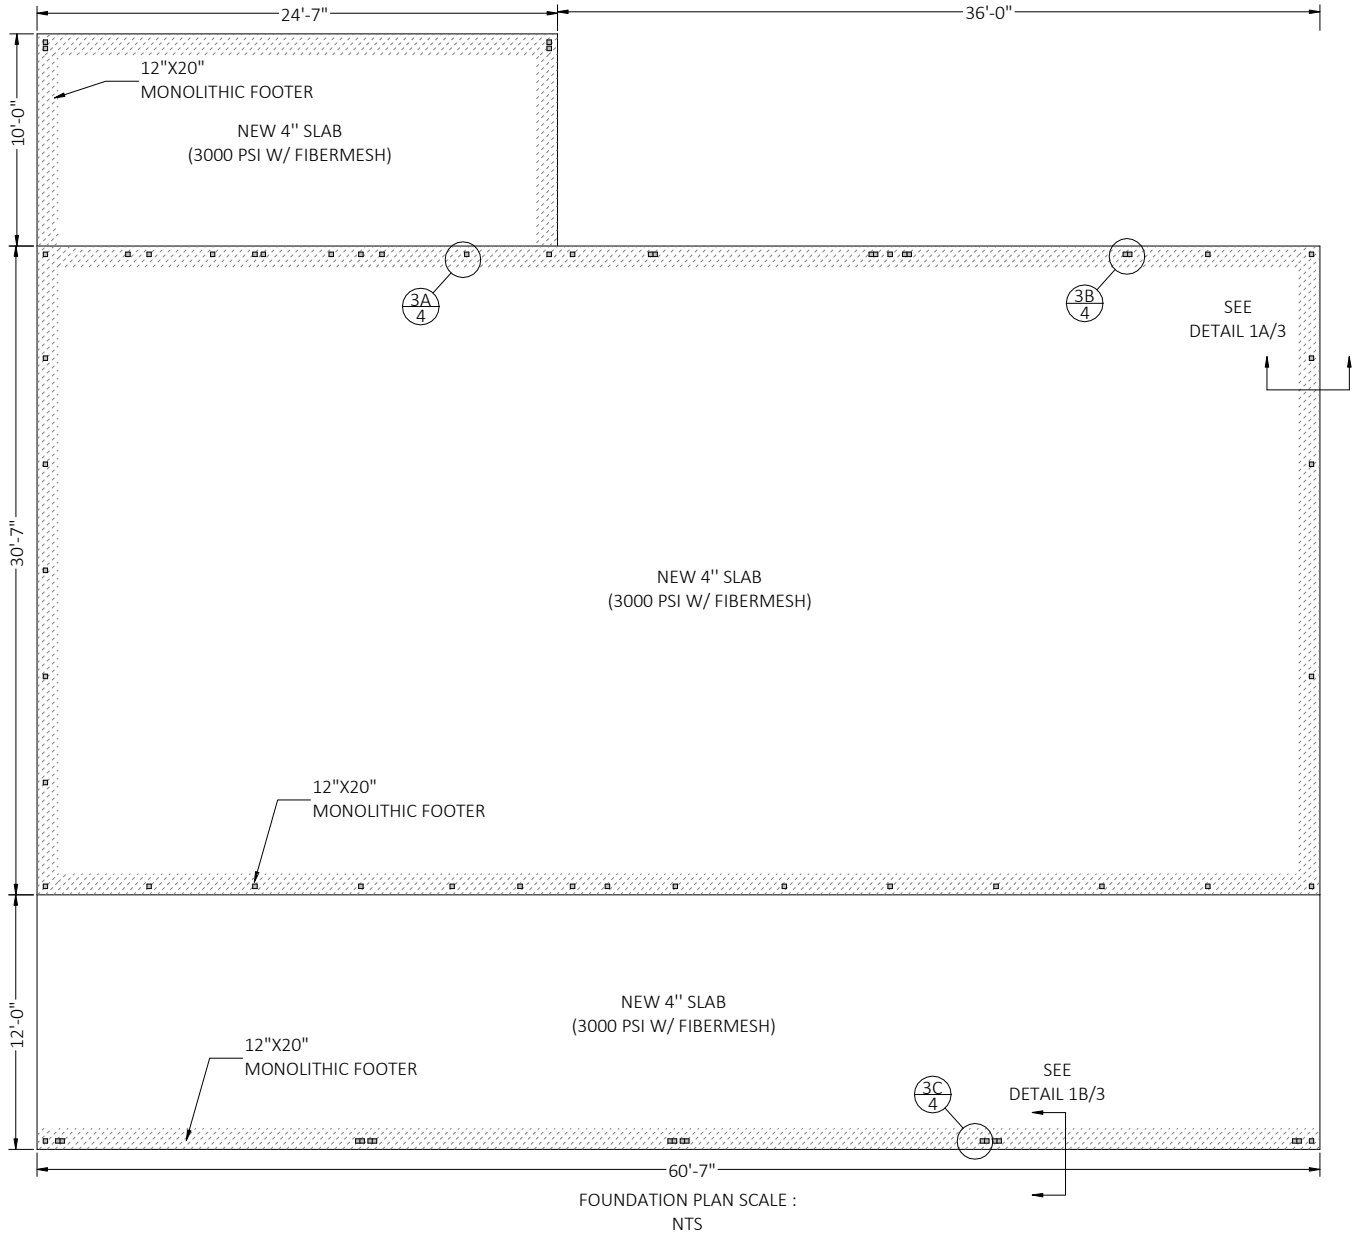 24'-7"
36'-0"
12"X20"
MONOLITHIC FOOTER
10'-0"
NEW 4" SLAB
(3000 PSI W/ FIBERMESH)
3A
4
3B
4
SEE
DETAIL 1A/3
30'-7"
NEW 4" SLAB
(3000 PSI W/ FIBERMESH)
12"X20"
MONOLITHIC FOOTER
12'-0"
NEW 4" SLAB
(3000 PSI W/ FIBERMESH)
12"X20"
MONOLITHIC FOOTER
3C
4
SEE
DETAIL 1B/3
60'-7"
FOUNDATION PLAN SCALE :
NTS